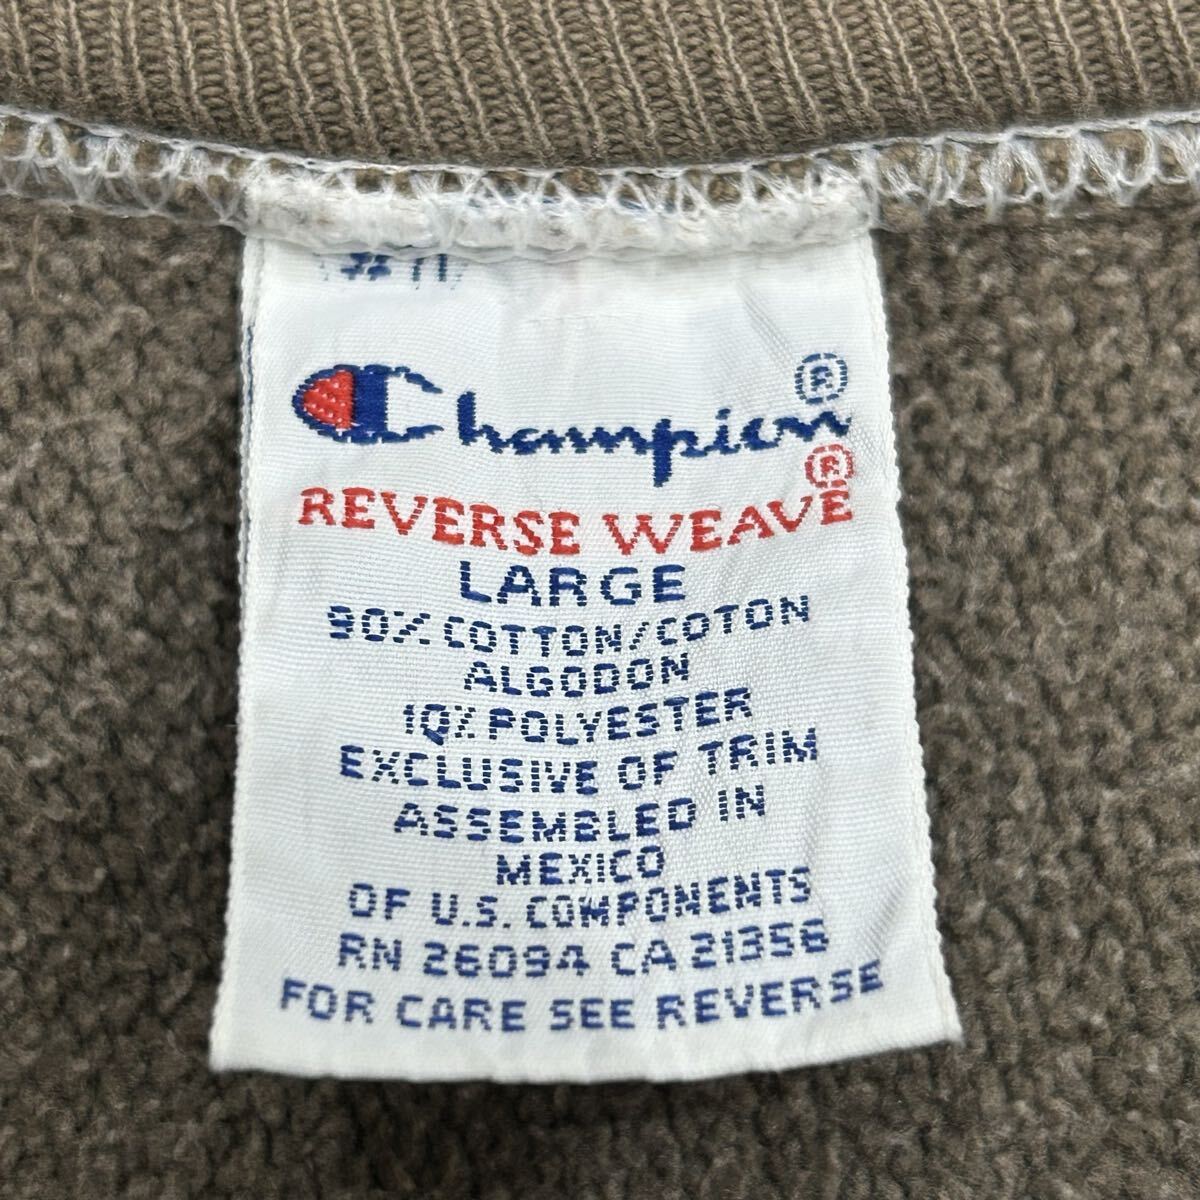 Champion®
REVERSE WEAVE®
LARGE
90% COTTON/COTON
ALGODON
10% POLYESTER
EXCLUSIVE OF TRIM
ASSEMBLED IN
MEXICO
OF U.S. COMPONENTS
RN 26094 CA 21356
FOR CARE SEE REVERSE